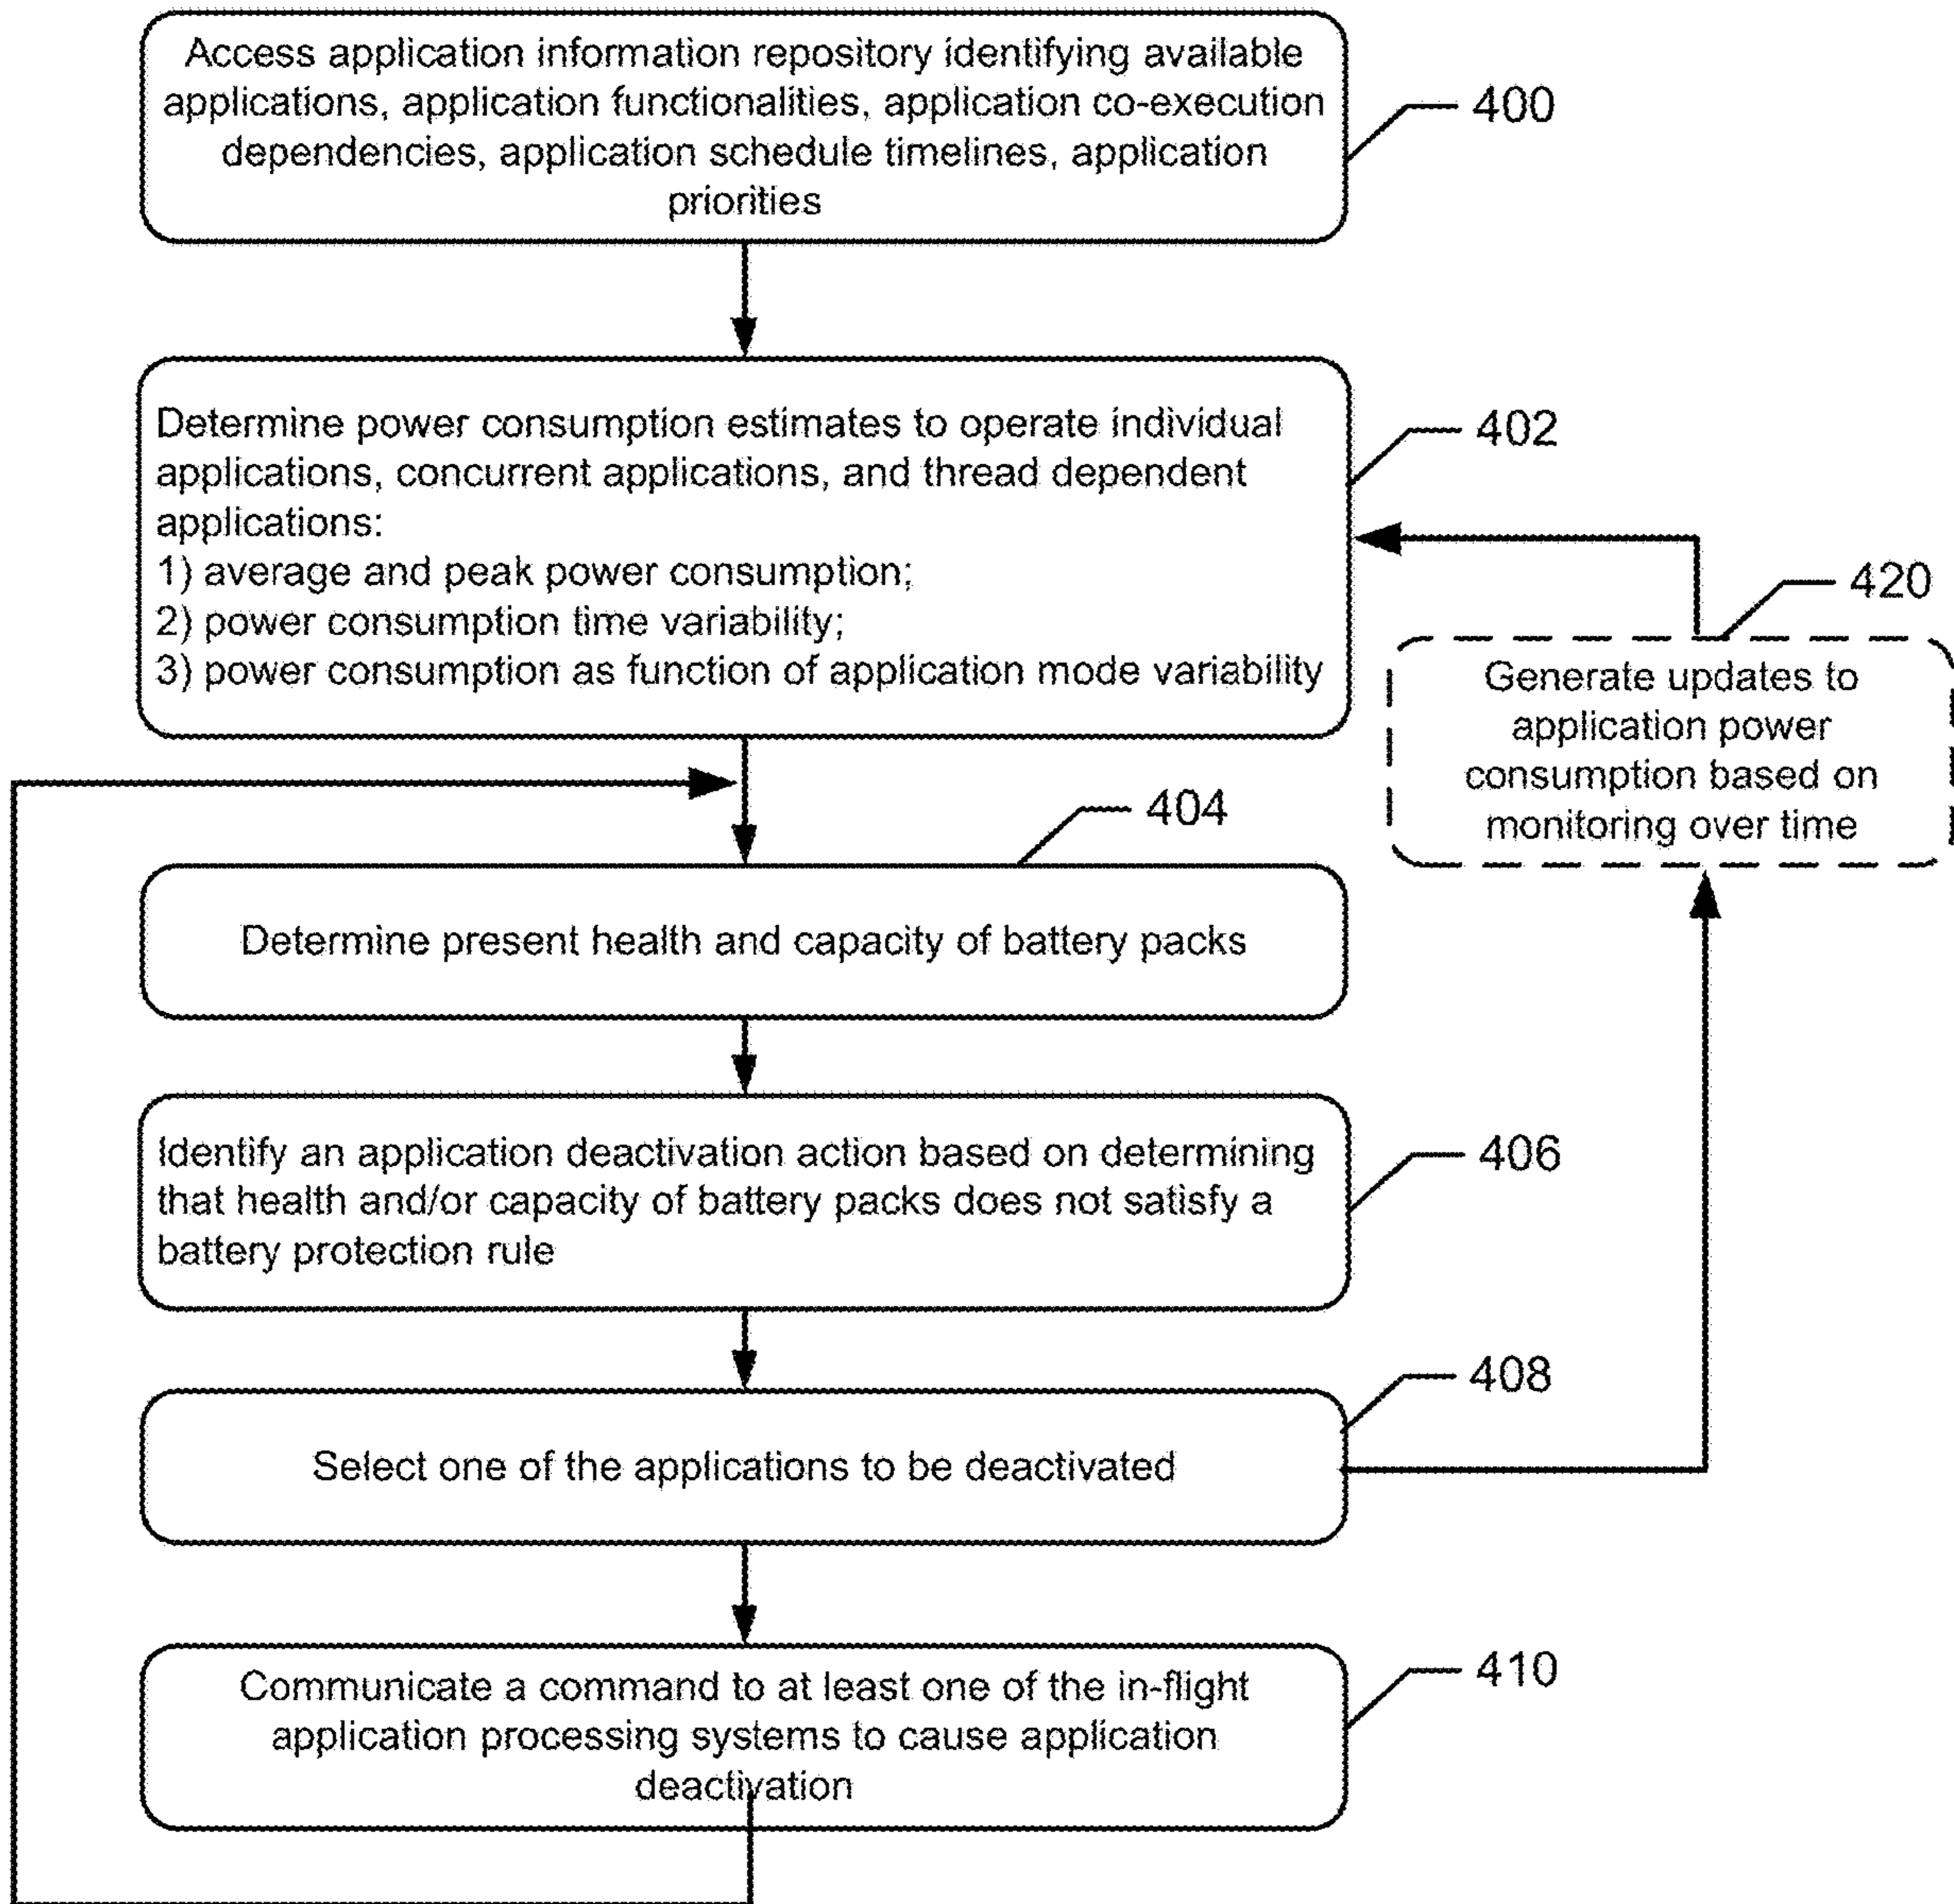 Access application information repository identifying available
applications, application functionalities, application co-execution
dependencies, application schedule timelines, application
priorities
400
Determine power consumption estimates to operate individual
applications, concurrent applications, and thread dependent
applications:
1) average and peak power consumption;
2) power consumption time variability;
3) power consumption as function of application mode variability
402
420
Generate updates to
application power
consumption based on
monitoring over time
404
Determine present health and capacity of battery packs
Identify an application deactivation action based on determining
that health and/or capacity of battery packs does not satisfy a
battery protection rule
406
408
Select one of the applications to be deactivated
Communicate a command to at least one of the in-flight
application processing systems to cause application
deactivation
410